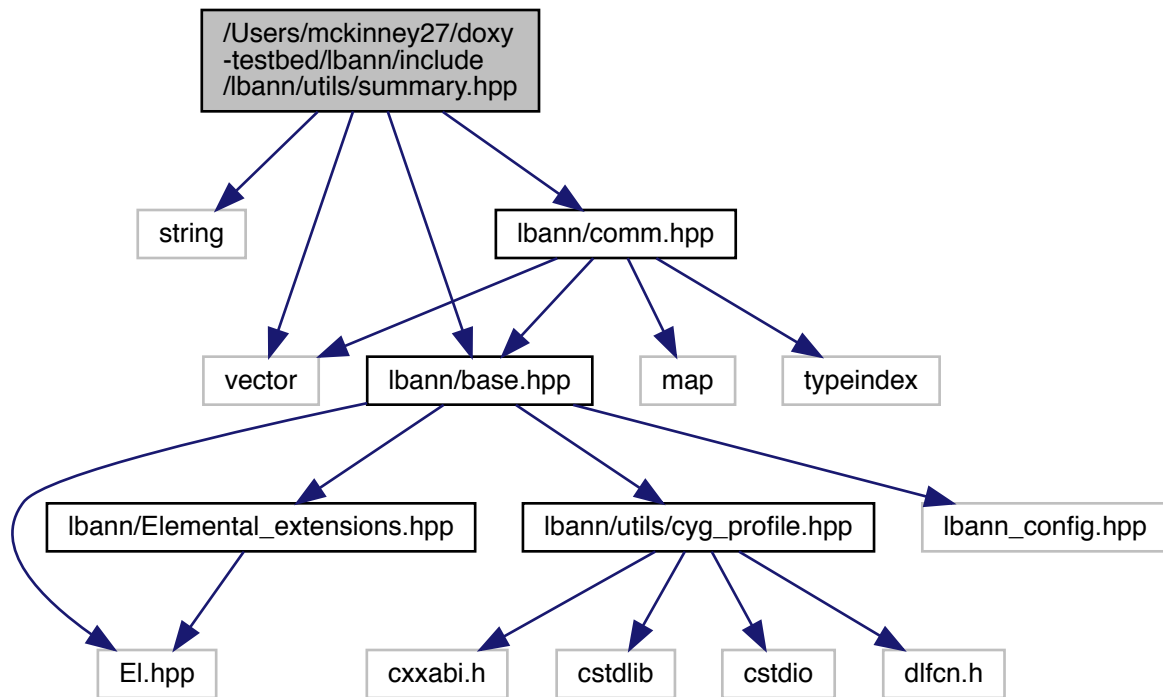 /Users/mckinney27/doxy
-testbed/lbann/include
/lbann/utils/summary.hpp
string
lbann/comm.hpp
vector
lbann/base.hpp
map
typeindex
lbann/Elemental_extensions.hpp
lbann/utils/cyg_profile.hpp
lbann_config.hpp
El.hpp
cxxabi.h
cstdlib
cstdio
dlfcn.h